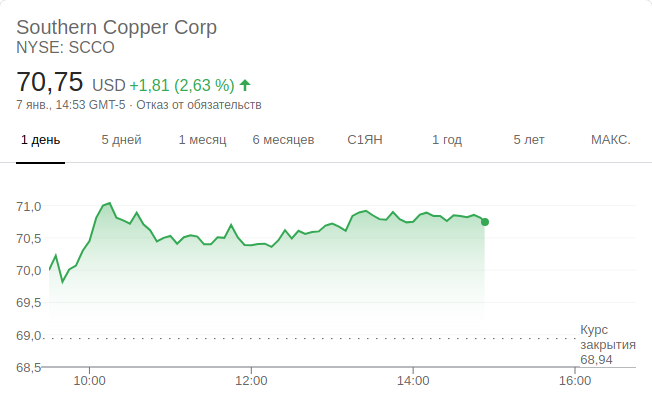 Southern Copper Corp
NYSE: SCCO
70,75 USD +1,81 (2,63 %)
7 янв., 14:53 GMT-5 · Отказ от обязательств
1 день 5 дней 1 месяц 6 месяцев С1ЯН 1 год 5 лет МАКС.
71,0
70,5
70,0
69,5
69,0
68,5
Курс
закрытия
68,94
10:00 12:00 14:00 16:00